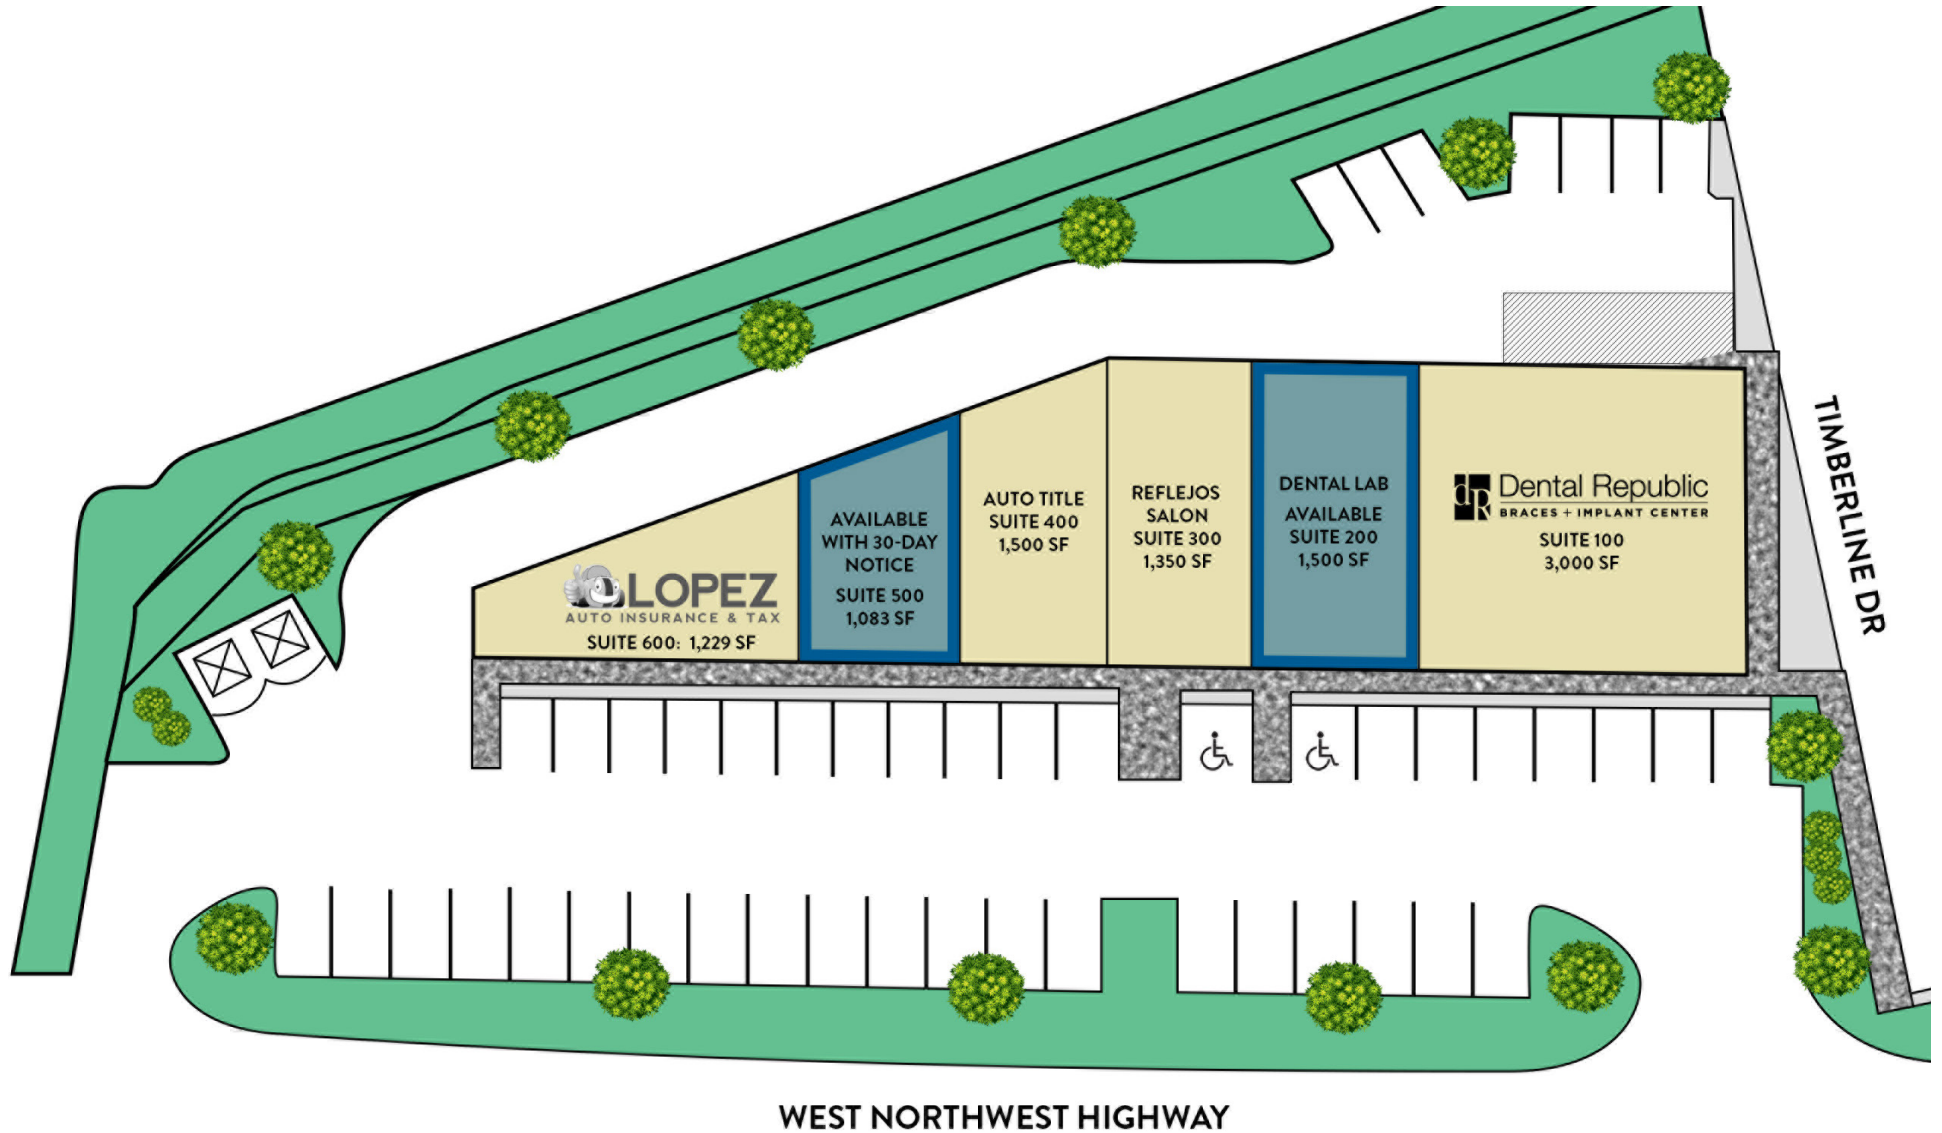 TIMBERLINE DR
LOPEZ
AUTO INSURANCE & TAX
SUITE 600: 1,229 SF
AVAILABLE
WITH 30-DAY
NOTICE
SUITE 500
1,083 SF
AUTO TITLE
SUITE 400
1,500 SF
REFLEJOS
SALON
SUITE 300
1,350 SF
DENTAL LAB
AVAILABLE
SUITE 200
1,500 SF
dR Dental Republic
BRACES + IMPLANT CENTER
SUITE 100
3,000 SF
WEST NORTHWEST HIGHWAY